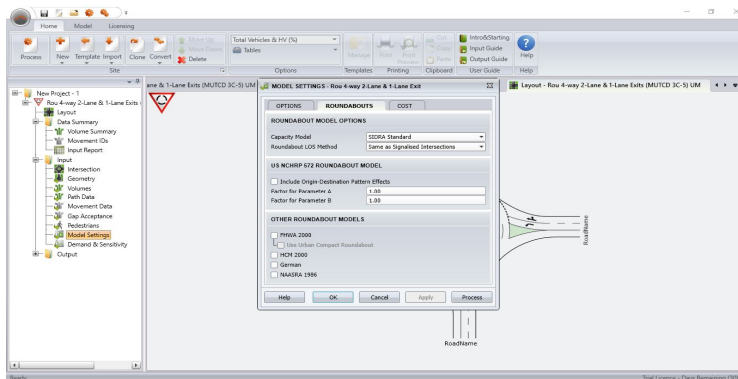 Home Model Licensing
Process
New
Template
Import
Clone
Convert
Move Up
Move Down
Delete
Site
Total Vehicles & HV (%)
Tables
Options
Manage
Templates
Print
Print Preview
Printing
Cut
Copy
Paste
Clipboard
Intro&Starting
Input Guide
Output Guide
User Guide
Help
Help
New Project - 1
Rou 4-way 2-Lane & 1-Lane Exits
Layout
Data Summary
Volume Summary
Movement IDs
Input Report
Input
Intersection
Geometry
Volumes
Path Data
Movement Data
Gap Acceptance
Pedestrians
Model Settings
Demand & Sensitivity
Output
ane & 1-Lane Exits (MUTCD 3C-5) UM
Layout - Rou 4-way 2-Lane & 1-Lane Exits (MUTCD 3C-5) UM
MODEL SETTINGS - Rou 4-way 2-Lane & 1-Lane Exit
OPTIONS ROUNDABOUTS COST
ROUNDABOUT MODEL OPTIONS
Capacity Model SIDRA Standard
Roundabout LOS Method Same as Signalised Intersections
US NCHRP 572 ROUNDABOUT MODEL
Include Origin-Destination Pattern Effects
Factor for Parameter A 1.00
Factor for Parameter B 1.00
OTHER ROUNDABOUT MODELS
FHWA 2000
Use Urban Compact Roundabout
HCM 2000
German
NAASRA 1986
Help OK Cancel Apply Process
RoadName
RoadName
Ready